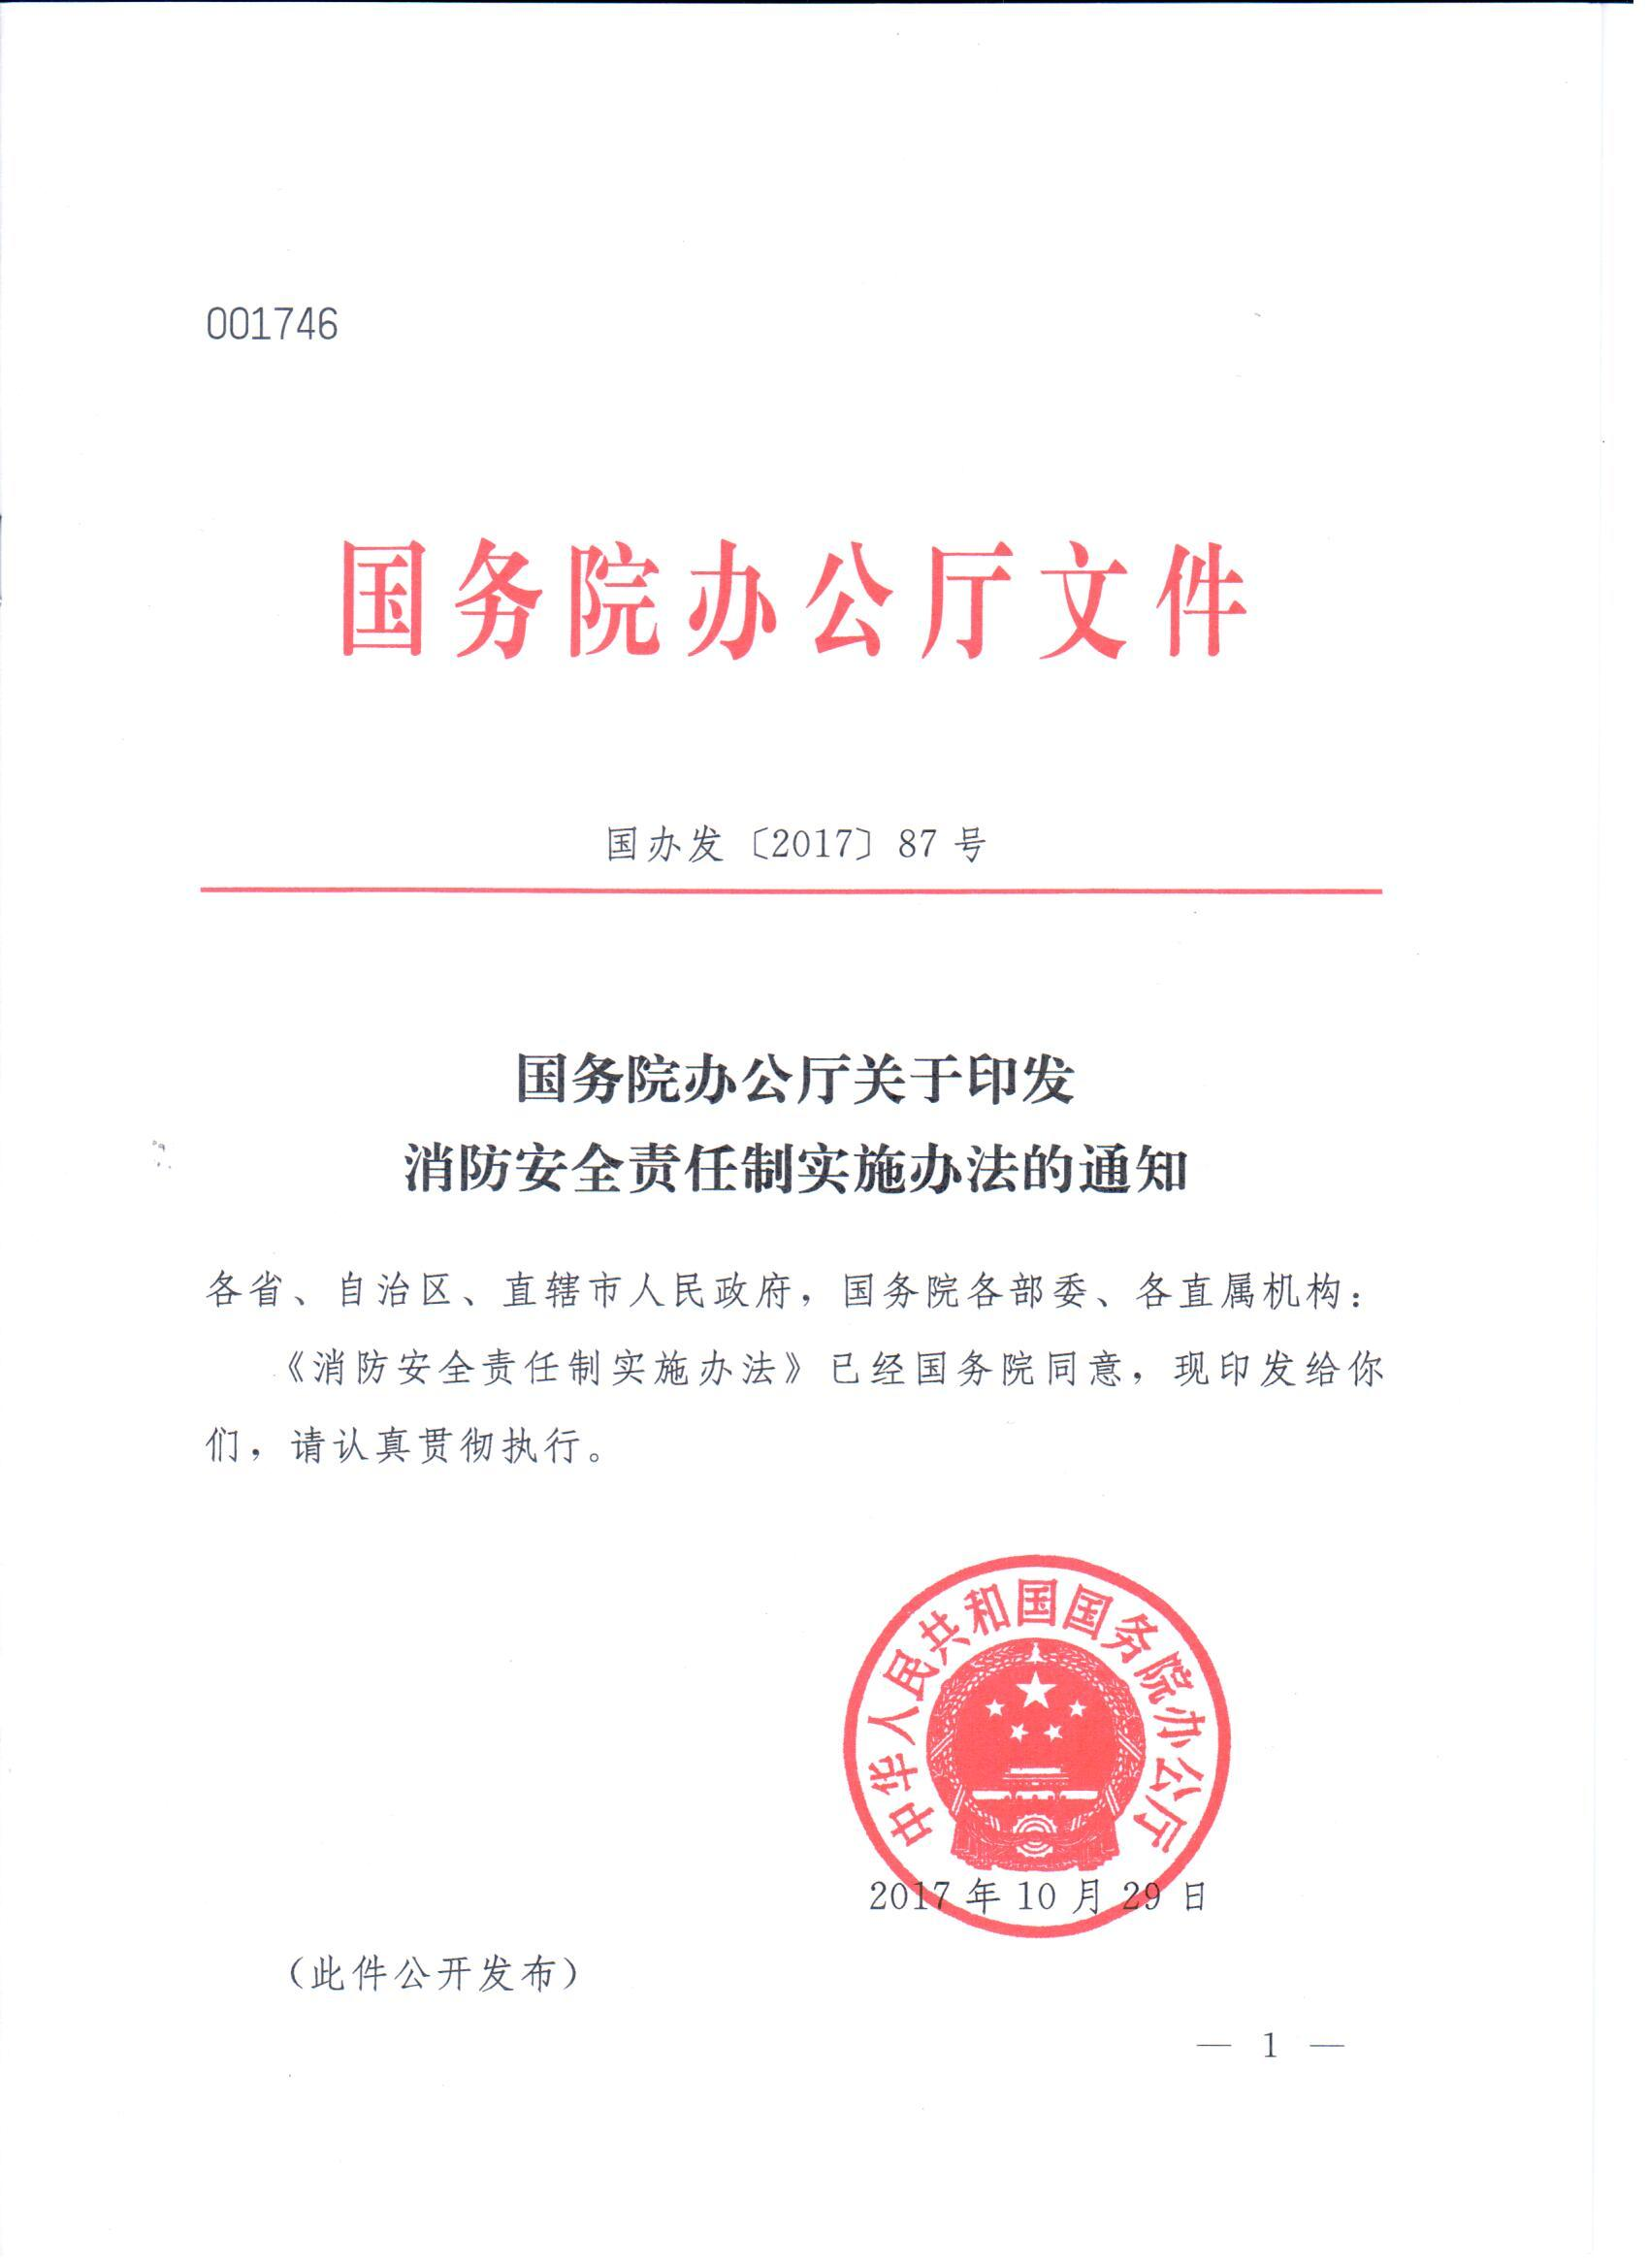 001746
国务院办公厅文件
国办发〔2017〕87号
国务院办公厅关于印发
消防安全责任制实施办法的通知
各省、自治区、直辖市人民政府，国务院各部委、各直属机构：
《消防安全责任制实施办法》已经国务院同意，现印发给你
们，请认真贯彻执行。
中华人民共和国国务院办公厅
2017年10月29日
（此件公开发布）
— 1 —